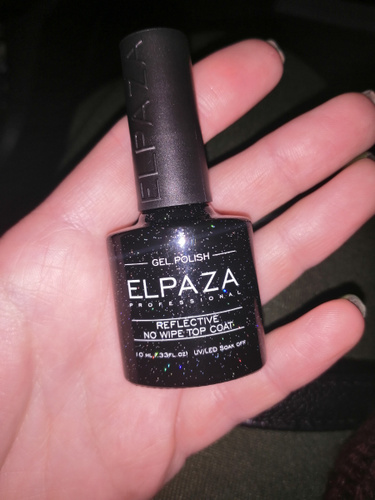 ELPAZA
GEL POLISH
ELPAZA
PROFESSIONAL
REFLECTIVE
NO WIPE TOP COAT
10 ML/.33FL.OZ) UV/LED SOAK OFF